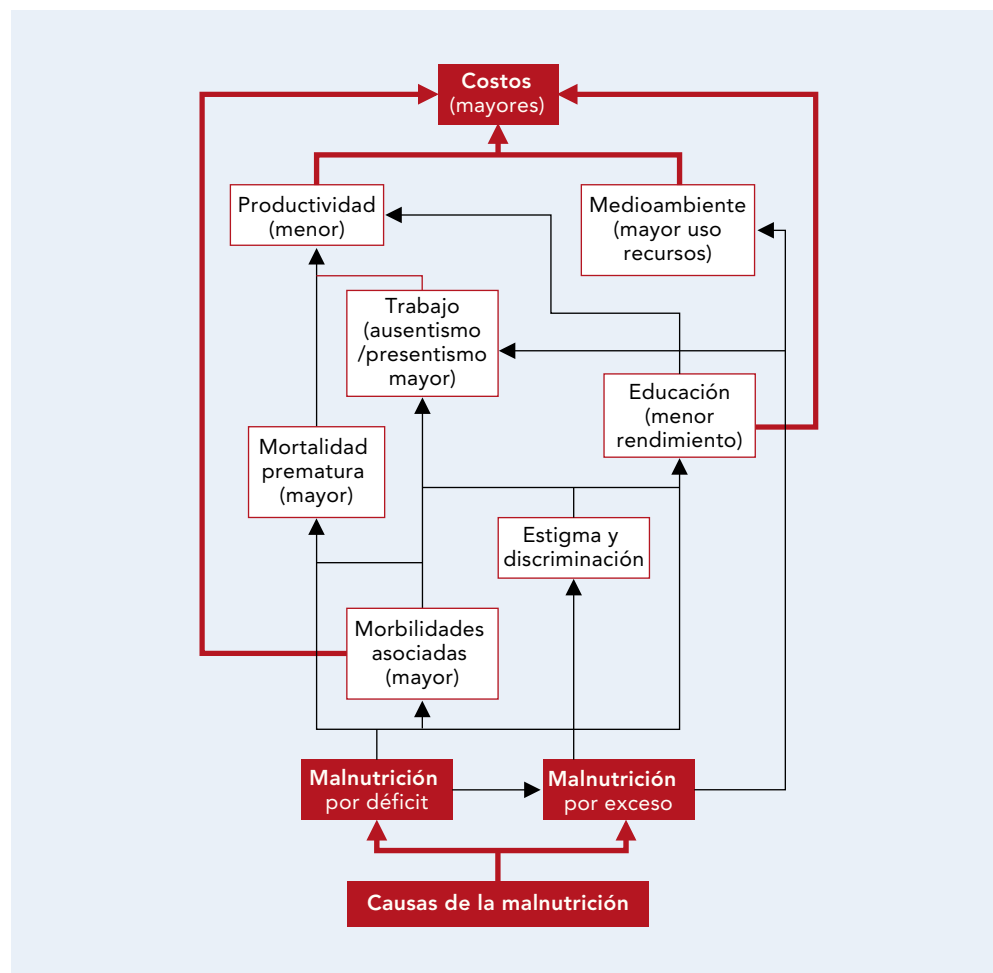 Costos
(mayores)
Productividad
(menor)
Medioambiente
(mayor uso
recursos)
Trabajo
(ausentismo
/presentismo
mayor)
Educación
(menor
rendimiento)
Mortalidad
prematura
(mayor)
Estigma y
discriminación
Morbilidades
asociadas
(mayor)
Malnutrición
por déficit
Malnutrición
por exceso
Causas de la malnutrición